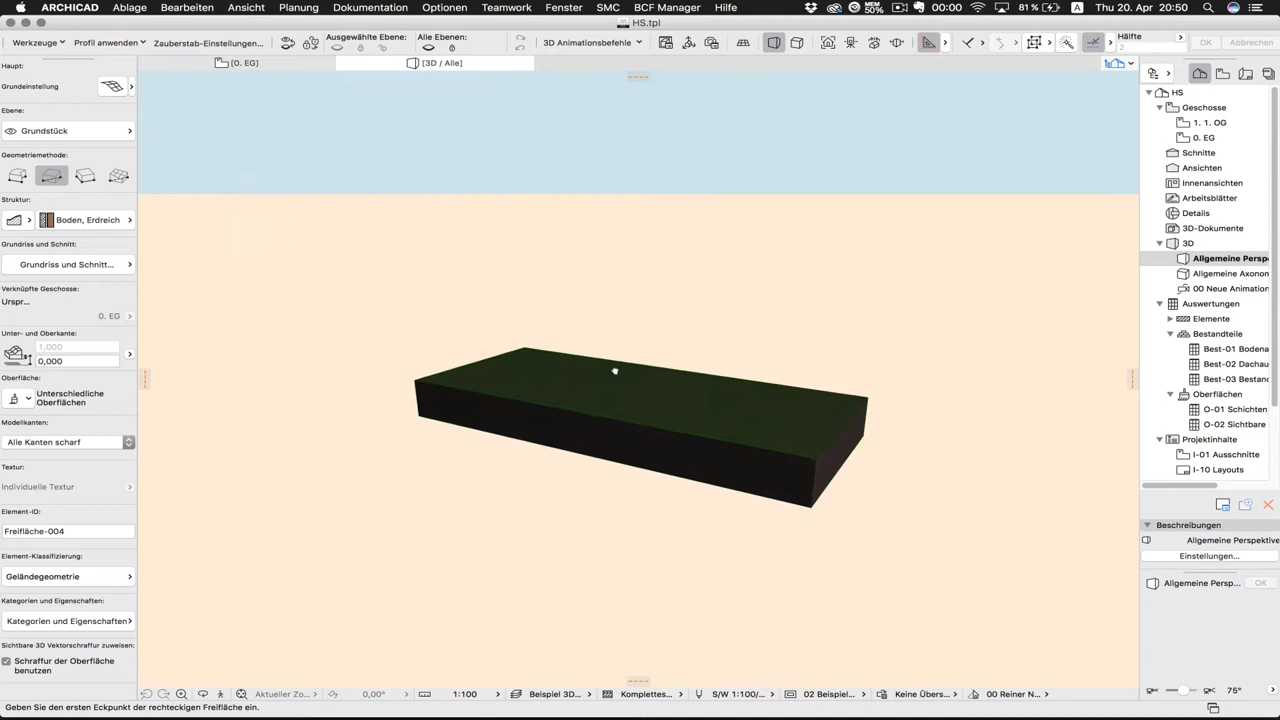 ARCHICAD Ablage Bearbeiten Ansicht Planung Dokumentation Optionen Teamwork Fenster SMC BCF Manager Hilfe MEM 50% 00:00 81% Thu 20. Apr 20:50
HS.tpl
Werkzeuge Profil anwenden Zauberstab-Einstellungen... Ausgewählte Ebene: Alle Ebenen: 3D Animationsbefehle Hälfte 2 OK Abbrechen
Haupt:
[0. EG] [3D / Alle]
Grundeinstellung
Ebene:
Grundstück
Geometriemethode:
Struktur:
Boden, Erdreich
Grundriss und Schnitt:
Grundriss und Schnitt...
Verknüpfte Geschosse:
Urspr...
0. EG
Unter- und Oberkante:
1,000
0,000
Oberfläche:
Unterschiedliche
Oberflächen
Modellkanten:
Alle Kanten scharf
Textur:
Individuelle Textur
Element-ID:
Freifläche-004
Element-Klassifizierung:
Geländegeometrie
Kategorien und Eigenschaften:
Kategorien und Eigenschaften...
Sichtbare 3D Vektorschraffur zuweisen:
Schraffur der Oberfläche
benutzen
HS
Geschosse
1. 1. OG
0. EG
Schnitte
Ansichten
Innenansichten
Arbeitsblätter
Details
3D-Dokumente
3D
Allgemeine Perspe
Allgemeine Axonom
00 Neue Animation
Auswertungen
Elemente
Bestandteile
Best-01 Bodena
Best-02 Dachau
Best-03 Bestand
Oberflächen
O-01 Schichten
O-02 Sichtbare
Projektinhalte
I-01 Ausschnitte
I-10 Layouts
Beschreibungen
Allgemeine Perspektive
Einstellungen...
Allgemeine Persp... OK
Aktueller Zo... 0,00° 1:100 Beispiel 3D... Komplettes... S/W 1:100/... 02 Beispiel... Keine Übers... 00 Reiner N... 75°
Geben Sie den ersten Eckpunkt der rechteckigen Freifläche ein.